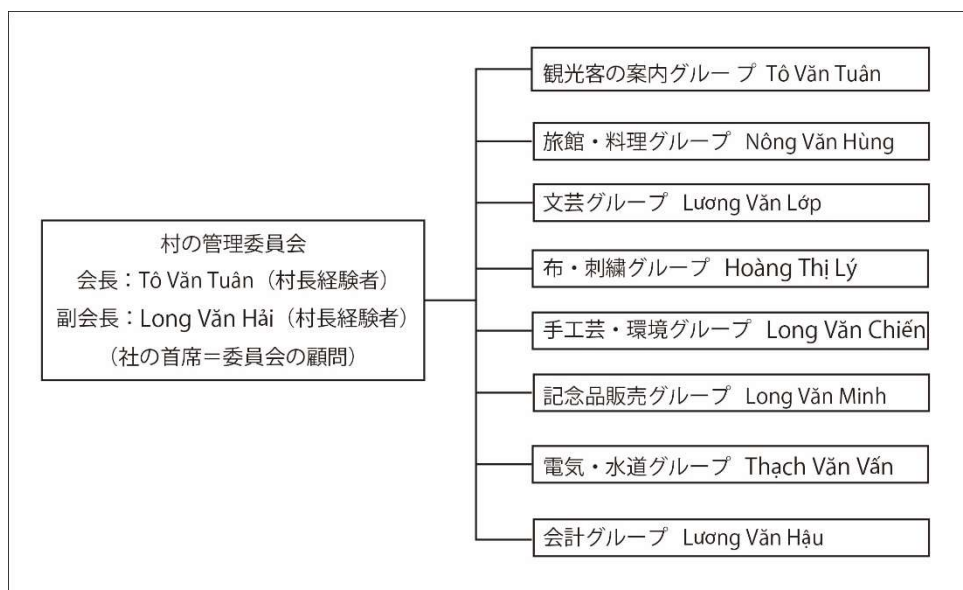 村の管理委員会
会長：Tô Văn Tuân（村長経験者）
副会長：Long Văn Hải（村長経験者）
（社の首席＝委員会の顧問）
観光客の案内グループ Tô Văn Tuân
旅館・料理グループ Nông Văn Hùng
文芸グループ Lương Văn Lớp
布・刺繍グループ Hoàng Thị Lý
手工芸・環境グループ Long Văn Chiến
記念品販売グループ Long Văn Minh
電気・水道グループ Thạch Văn Vấn
会計グループ Lương Văn Hậu